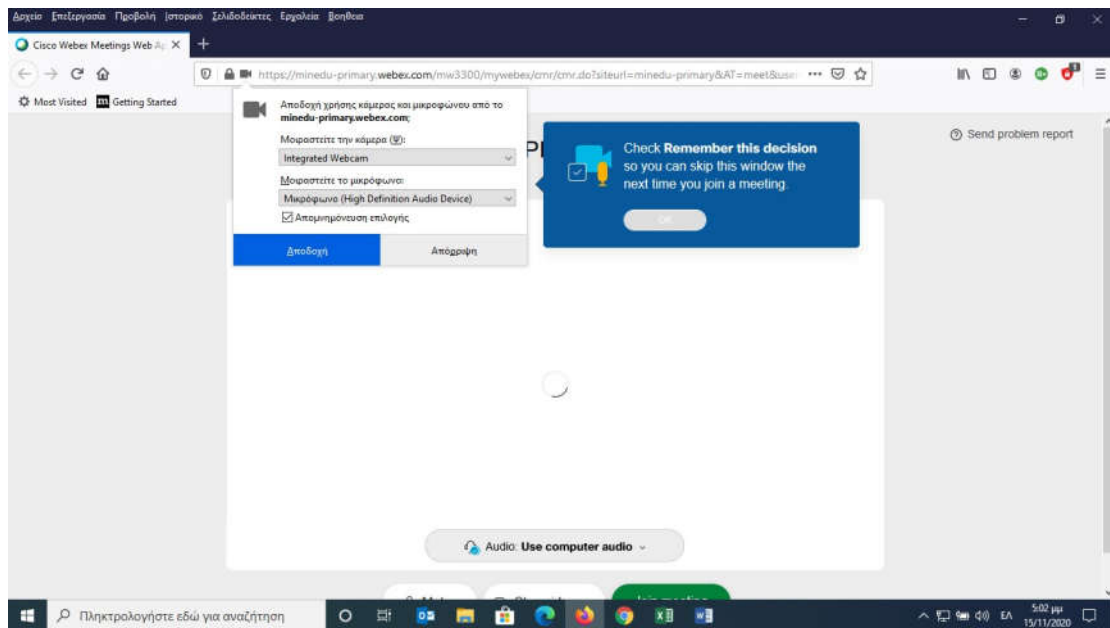 Αρχείο Επεξεργασία Προβολή Ιστορικό Σελιδοδείκτες Εργαλεία Βοήθεια
Cisco Webex Meetings Web Ap
https://minedu-primary.webex.com/mw3300/mywebex/cmr/cmr.do?siteurl=minedu-primary&AT=meet&use
Most Visited
m Getting Started
Αποδοχή χρήσης κάμερας και μικροφώνου από το
minedu-primary.webex.com;
Μοιραστείτε την κάμερα (Ψ):
Integrated Webcam
Μοιραστείτε το μικρόφωνο:
Μικρόφωνο (High Definition Audio Device)
Απομνημόνευση επιλογής
Αποδοχή
Απόρριψη
Check Remember this decision
so you can skip this window the
next time you join a meeting.
OK
Send problem report
Audio: Use computer audio
Πληκτρολογήστε εδώ για αναζήτηση
ΕΛ
5:02 μμ
15/11/2020